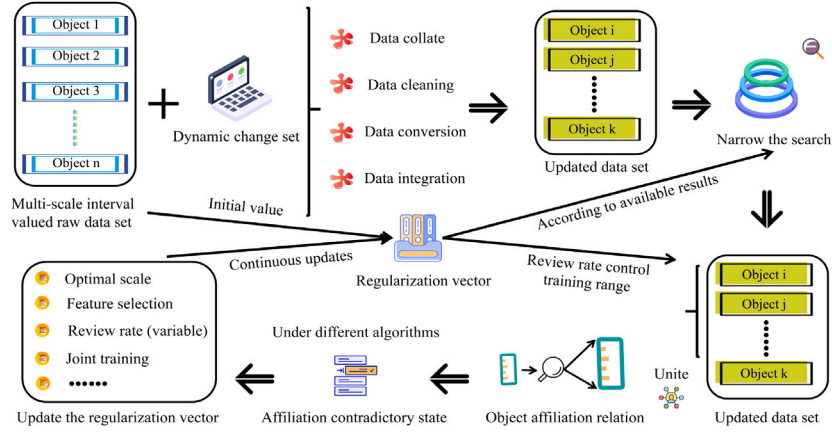 Object 1
Object 2
Object 3
Object n
Multi-scale interval
valued raw data set
Dynamic change set
Data collate
Data cleaning
Data conversion
Data integration
Object i
Object j
Object k
Updated data set
Narrow the search
Initial value
Continuous updates
Regularization vector
According to available results
Review rate control
training range
Optimal scale
Feature selection
Review rate (variable)
Joint training
Update the regularization vector
Under different algorithms
Affiliation contradictory state
Object affiliation relation
Unite
Object i
Object j
Object k
Updated data set